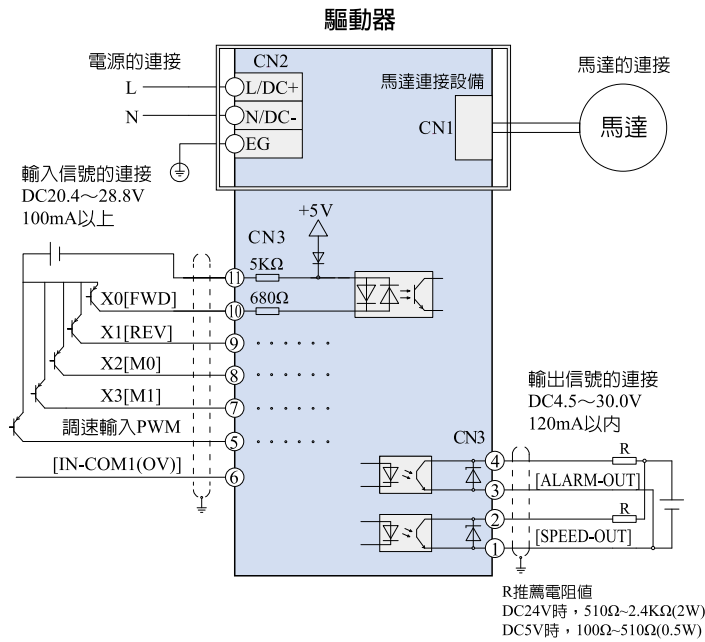 驅動器
電源的連接
CN2
L
L/DC+
N
N/DC-
EG
馬達連接設備
CN1
馬達的連接
馬達
輸入信號的連接
DC20.4～28.8V
100mA以上
+5V
CN3
⑪
5KΩ
X0[FWD]
⑩
680Ω
X1[REV]
⑨
X2[M0]
⑧
X3[M1]
⑦
調速輸入PWM
⑤
[IN-COM1(OV)]
⑥
輸出信號的連接
DC4.5～30.0V
120mA以内
CN3
④
R
③
[ALARM-OUT]
②
R
①
[SPEED-OUT]
R推薦電阻值
DC24V時，510Ω~2.4KΩ(2W)
DC5V時，100Ω~510Ω(0.5W)